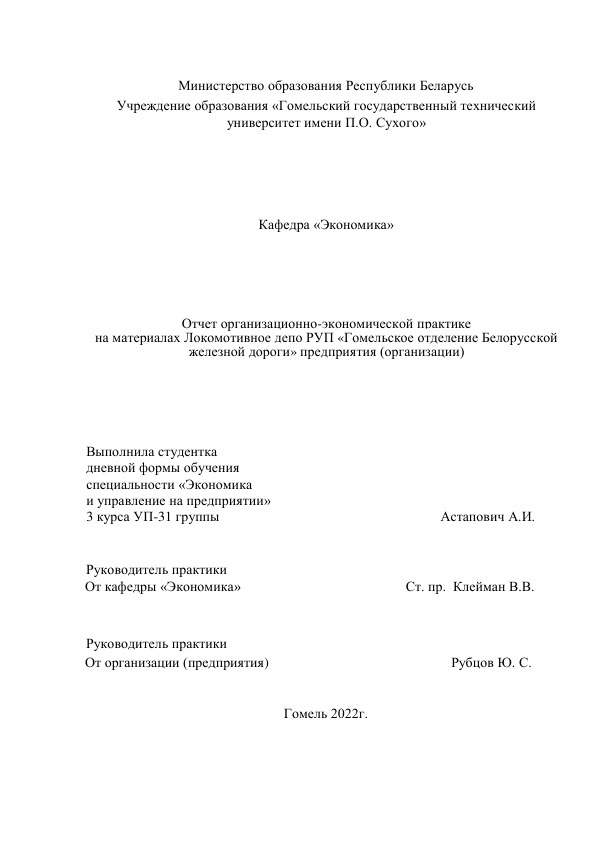 Министерство образования Республики Беларусь
Учреждение образования «Гомельский государственный технический
университет имени П.О. Сухого»
Кафедра «Экономика»
Отчет организационно-экономической практике
на материалах Локомотивное депо РУП «Гомельское отделение Белорусской
железной дороги» предприятия (организации)
Выполнила студентка
дневной формы обучения
специальности «Экономика
и управление на предприятии»
3 курса УП-31 группы Астапович А.И.
Руководитель практики
От кафедры «Экономика» Ст. пр. Клейман В.В.
Руководитель практики
От организации (предприятия) Рубцов Ю. С.
Гомель 2022г.